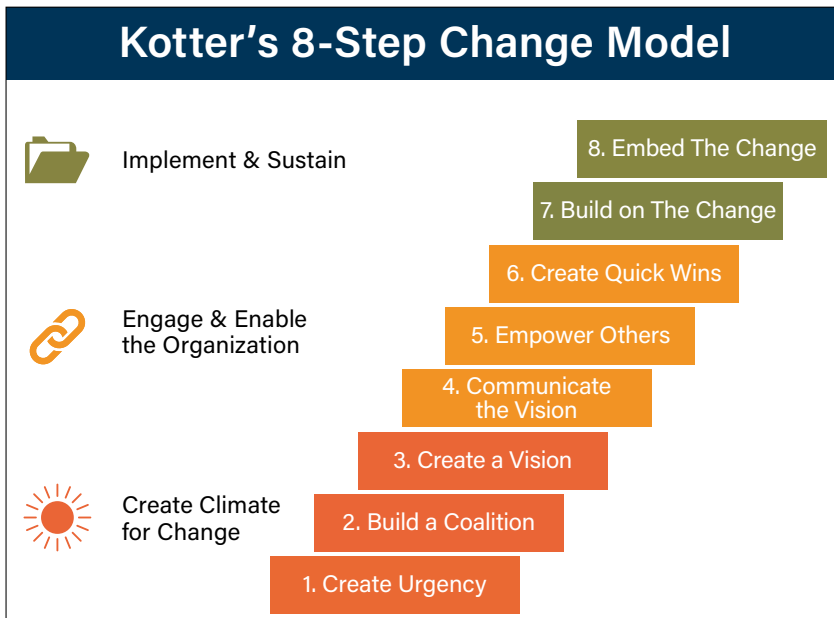 Kotter’s 8-Step Change Model
Implement & Sustain
8. Embed The Change
7. Build on The Change
6. Create Quick Wins
Engage & Enable
the Organization
5. Empower Others
4. Communicate
the Vision
3. Create a Vision
Create Climate
for Change
2. Build a Coalition
1. Create Urgency